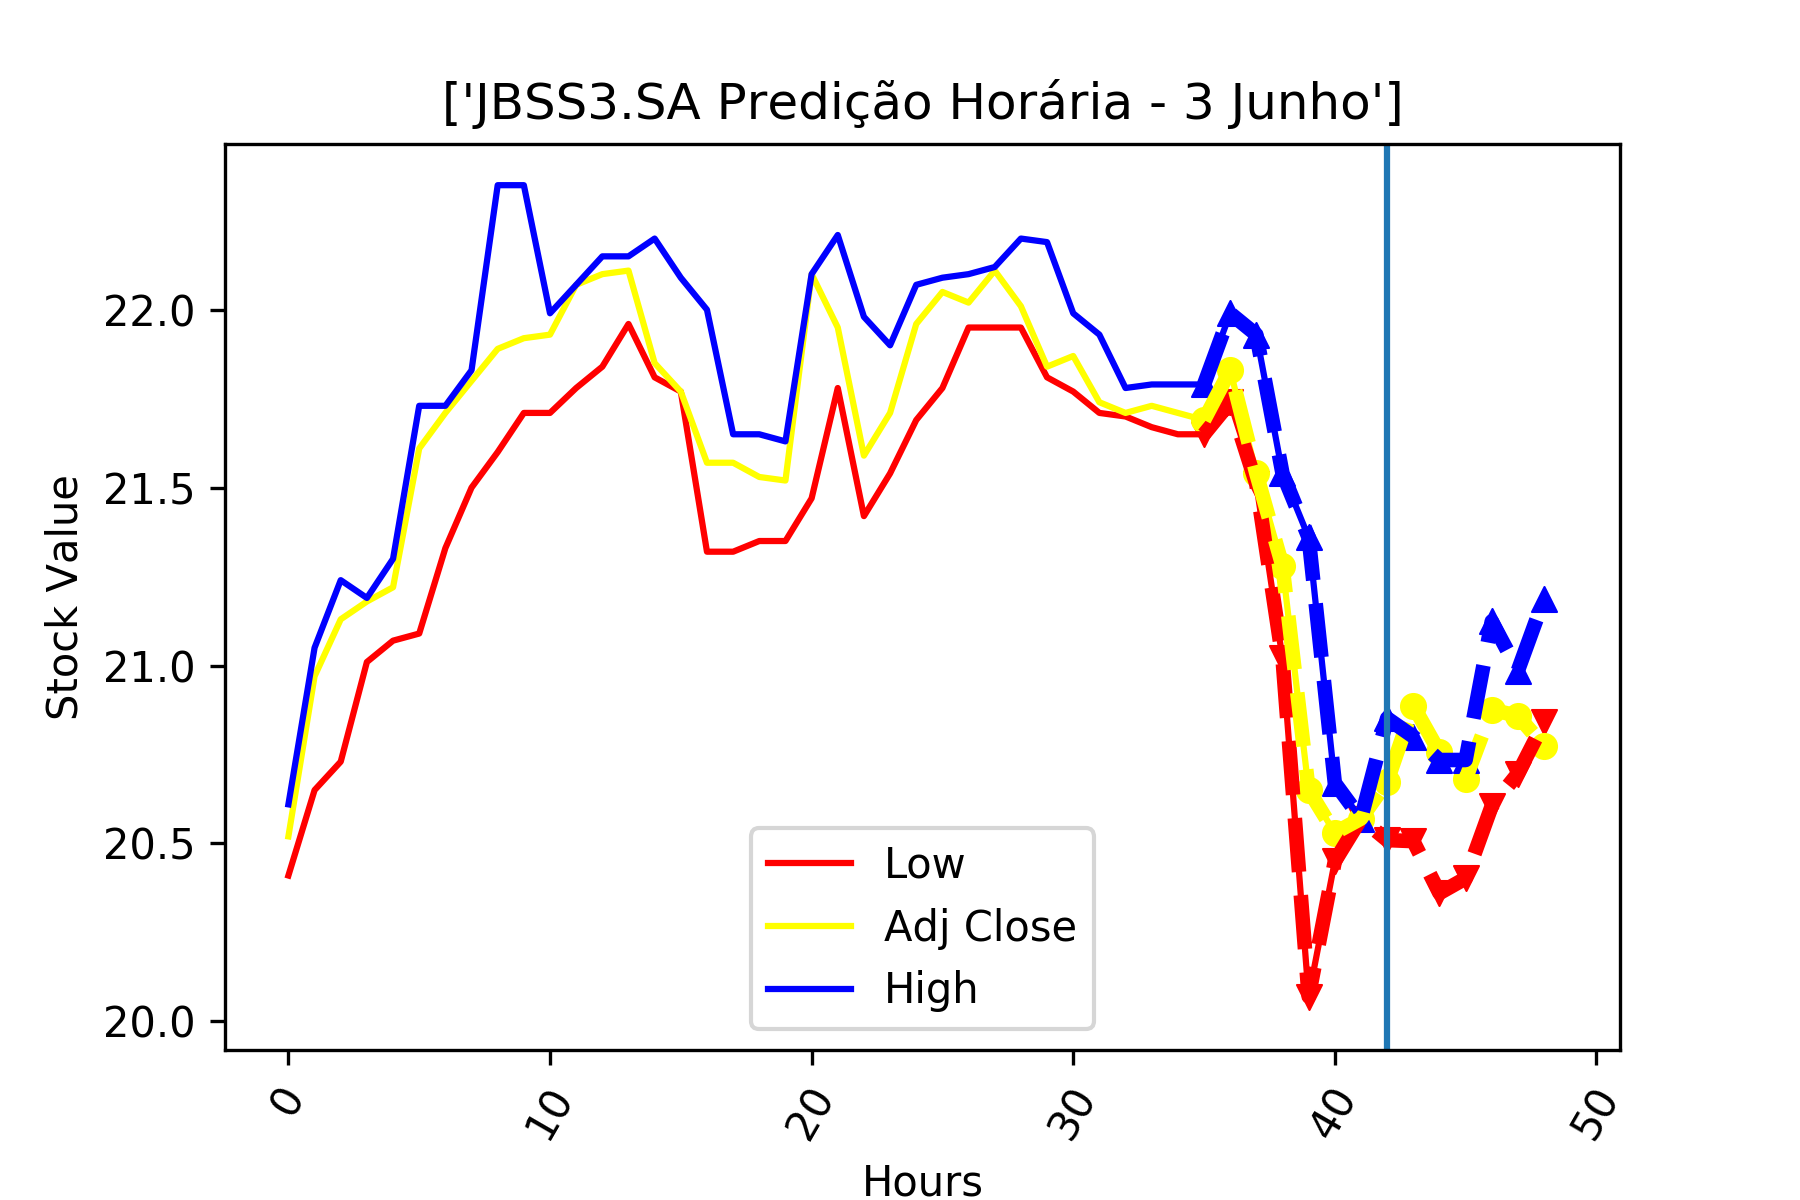 ['JBSS3.SA Predição Horária - 3 Junho']
Stock Value
22.0
21.5
21.0
20.5
20.0
Low
Adj Close
High
0
10
20
30
40
50
Hours